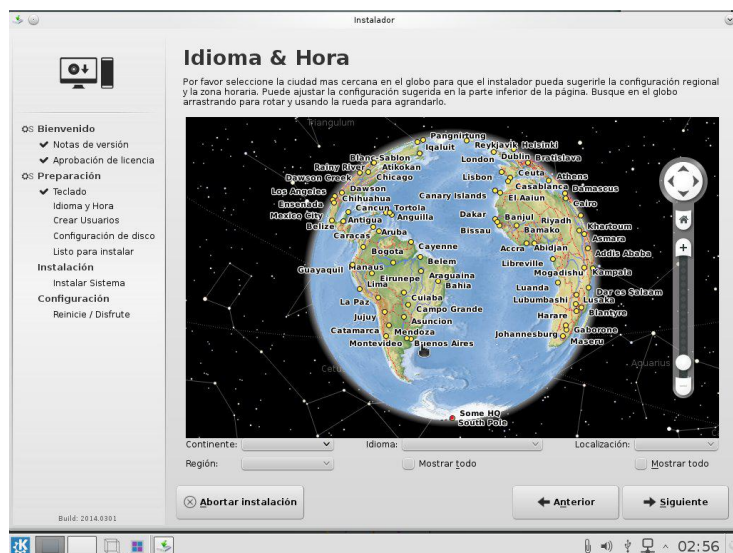 Instalador
Idioma & Hora
Por favor seleccione la ciudad mas cercana en el globo para que el instalador pueda sugerirle la configuración regional
y la zona horaria. Puede ajustar la configuración sugerida en la parte inferior de la página. Busque en el globo
arrastrando para rotar y usando la rueda para agrandarlo.
Bienvenido
Notas de versión
Aprobación de licencia
Preparación
Teclado
Idioma y Hora
Crear Usuarios
Configuración de disco
Listo para instalar
Instalación
Instalar Sistema
Configuración
Reinicie / Disfrute
Build: 2014.0301
Triangulum
Pangnirtung
Iqaluit
Reykjavik
Helsinki
Blanc-Sablon
London
Dublin
Bratislava
Rainy River
Atikokan
Dawson Creek
Chicago
Lisbon
Ceuta
Athens
Los Angeles
Dawson
Casablanca
Damascus
Ensenada
Chihuahua
Canary Islands
El Aaiun
Cairo
Mexico City
Cancun
Tortola
Belize
Antigua
Anguilla
Dakar
Banjul
Riyadh
Khartoum
Caracas
Aruba
Bissau
Bamako
Asmara
Bogota
Cayenne
Accra
Abidjan
Addis Ababa
Guayaquil
Manaus
Belem
Libreville
Mogadishu
Kampala
Eirunepe
Araguaina
Lima
Bahia
Luanda
Dar es Salaam
La Paz
Cuiaba
Lubumbashi
Lusaka
Jujuy
Campo Grande
Harare
Blantyre
Asuncion
Catamarca
Mendoza
Johannesburg
Gaborone
Montevideo
Buenos Aires
Maseru
Aquarius
Some HQ
South Pole
Continente:
Idioma:
Localización:
Región:
Mostrar todo
Mostrar todo
Abortar instalación
Anterior
Siguiente
02:56